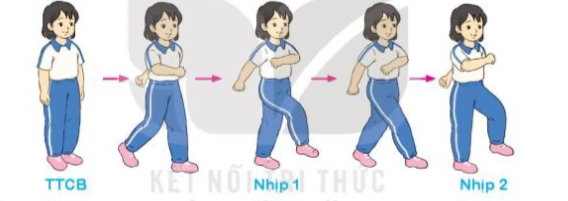 KẾT NỐI TRI THỨC
TTCB Nhịp 1 Nhịp 2